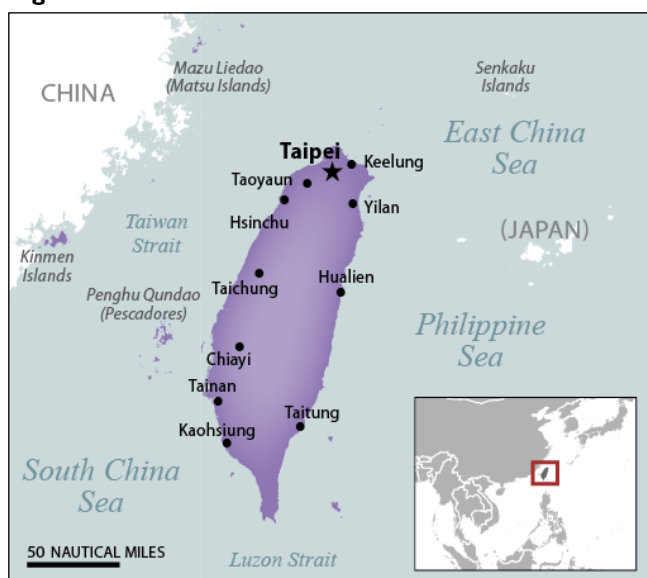 Mazu Liedao
(Matsu Islands)
Senkaku
Islands
CHINA
East China
Sea
Taipei
Keelung
Taoyaun
Hsinchu
Yilan
Taiwan
Strait
(JAPAN)
Kinmen
Islands
Taichung
Hualien
Penghu Qundao
(Pescadores)
Philippine
Sea
Chiayi
Tainan
Taitung
Kaohsiung
South China
Sea
50 NAUTICAL MILES
Luzon Strait